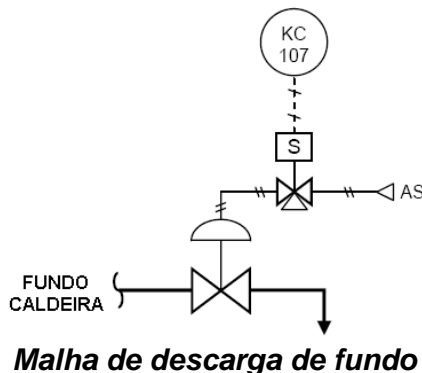 KC
107
S
AS
FUNDO
CALDEIRA
Malha de descarga de fundo